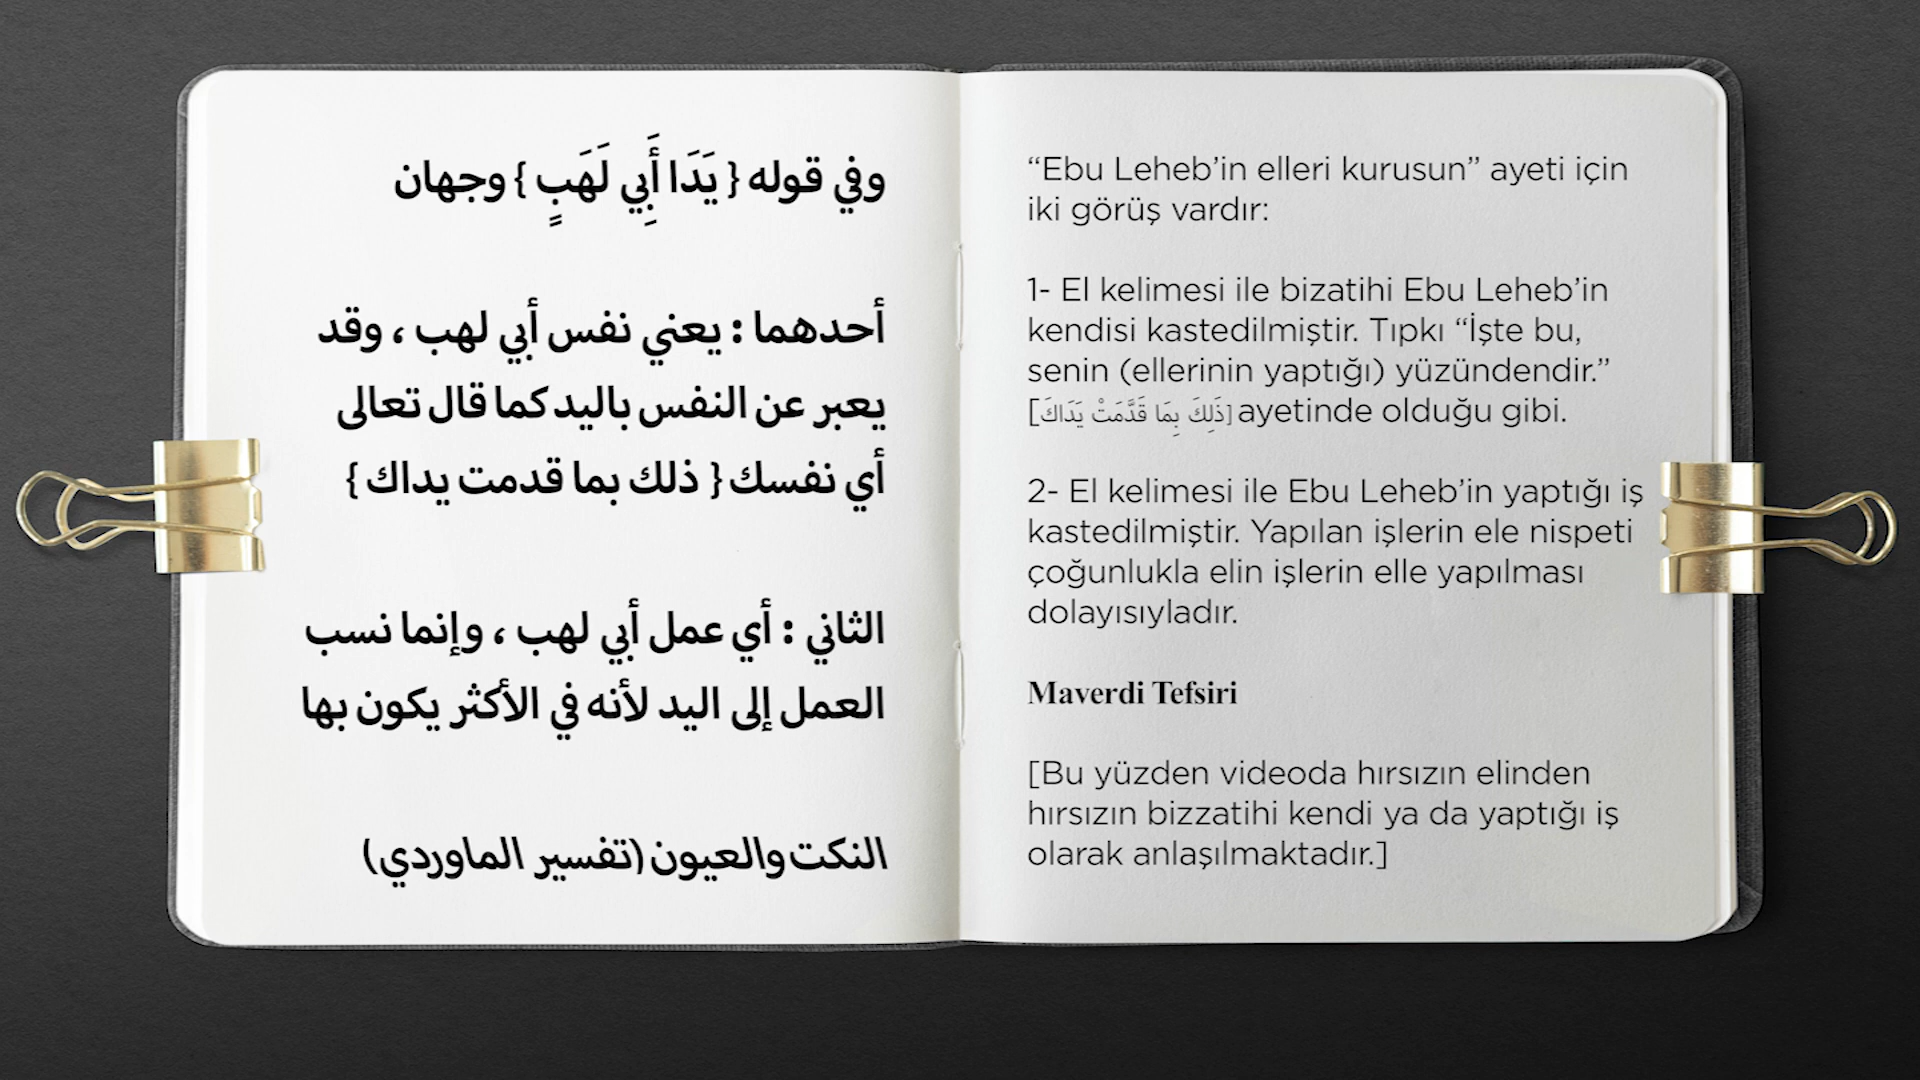 وفي قوله { يَدَا أَبِي لَهَبٍ } وجهان
أحدهما : يعني نفس أبي لهب ، وقد
يعبر عن النفس باليد كما قال تعالى
أي نفسك { ذلك بما قدمت يداك }
الثاني : أي عمل أبي لهب ، وإنما نسب
العمل إلى اليد لأنه في الأكثر يكون بها
النكت والعيون (تفسير الماوردي)
“Ebu Leheb’in elleri kurusun” ayeti için
iki görüş vardır:
1- El kelimesi ile bizatihi Ebu Leheb’in
kendisi kastedilmiştir. Tıpkı “İşte bu,
senin (ellerinin yaptığı) yüzündendir.”
[ذَلِكَ بِمَا قَدَّمَتْ يَدَاكَ] ayetinde olduğu gibi.
2- El kelimesi ile Ebu Leheb’in yaptığı iş
kastedilmiştir. Yapılan işlerin ele nispeti
çoğunlukla elin işlerin elle yapılması
dolayısıyladır.
Maverdi Tefsiri
[Bu yüzden videoda hırsızın elinden
hırsızın bizzatihi kendi ya da yaptığı iş
olarak anlaşılmaktadır.]